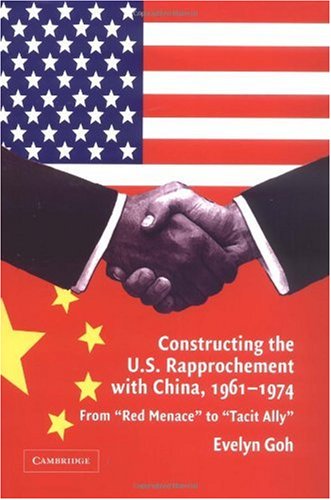 Constructing the
U.S. Rapprochement
with China, 1961–1974
From “Red Menace” to “Tacit Ally”
Evelyn Goh
CAMBRIDGE